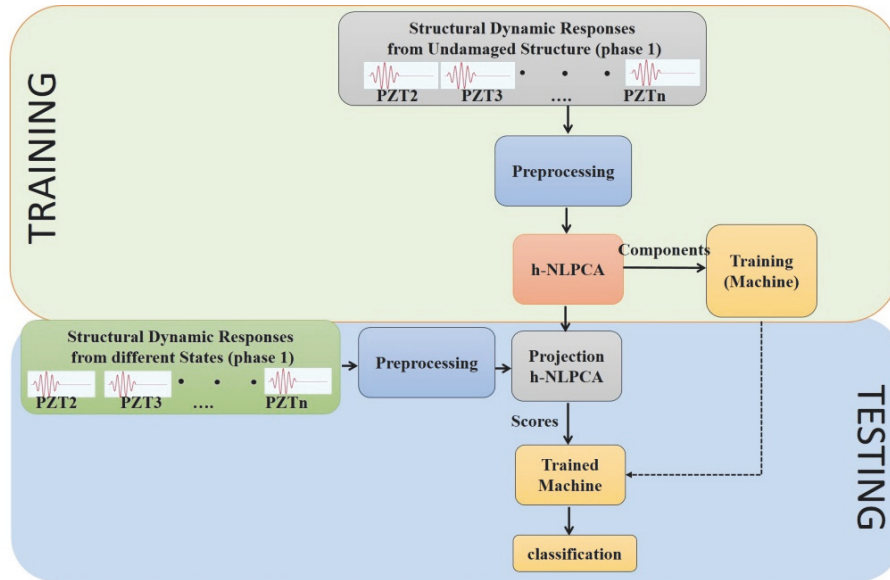 TRAINING
Structural Dynamic Responses
from Undamaged Structure (phase 1)
PZT2 PZT3 .... PZTn
Preprocessing
h-NLPCA
Components
Training
(Machine)
Structural Dynamic Responses
from different States (phase 1)
PZT2 PZT3 .... PZTn
Preprocessing
Projection
h-NLPCA
Scores
Trained
Machine
classification
TESTING